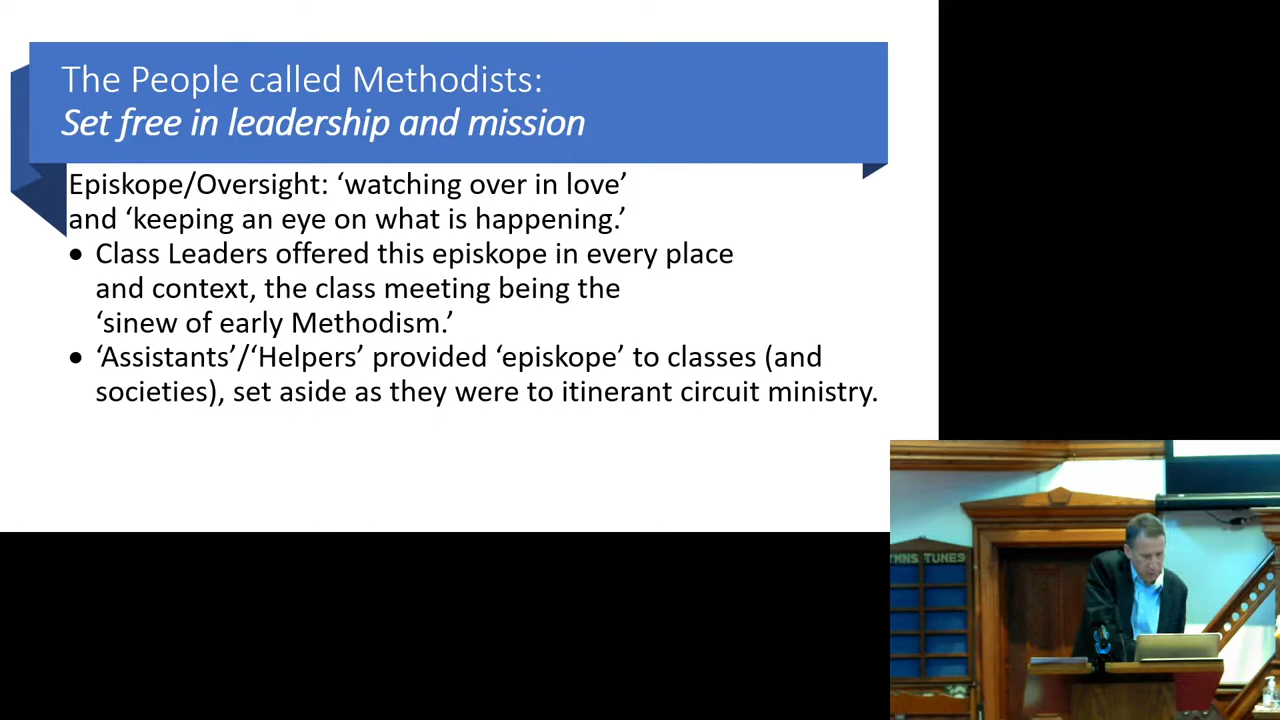 The People called Methodists:
Set free in leadership and mission
Episkope/Oversight: ‘watching over in love’
and ‘keeping an eye on what is happening.’
• Class Leaders offered this episkope in every place
and context, the class meeting being the
‘sinew of early Methodism.’
• ‘Assistants’/‘Helpers’ provided ‘episkope’ to classes (and
societies), set aside as they were to itinerant circuit ministry.
YMNS TUNES